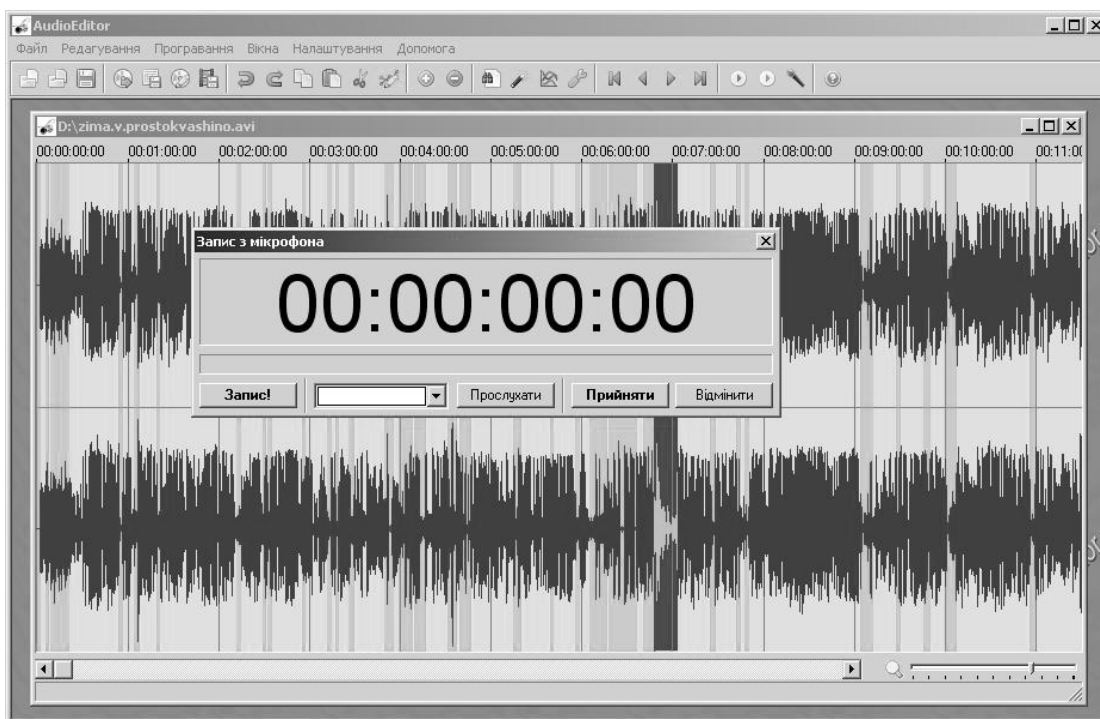 AudioEditor
Файл Редагування Програвання Вікна Налаштування Допомога
D:\zima.v.prostokvashino.avi
00:00:00:00 00:01:00:00 00:02:00:00 00:03:00:00 00:04:00:00 00:05:00:00 00:06:00:00 00:07:00:00 00:08:00:00 00:09:00:00 00:10:00:00 00:11:0
Запис з мікрофона
00:00:00:00
Запис! Прослухати Прийняти Відмінити